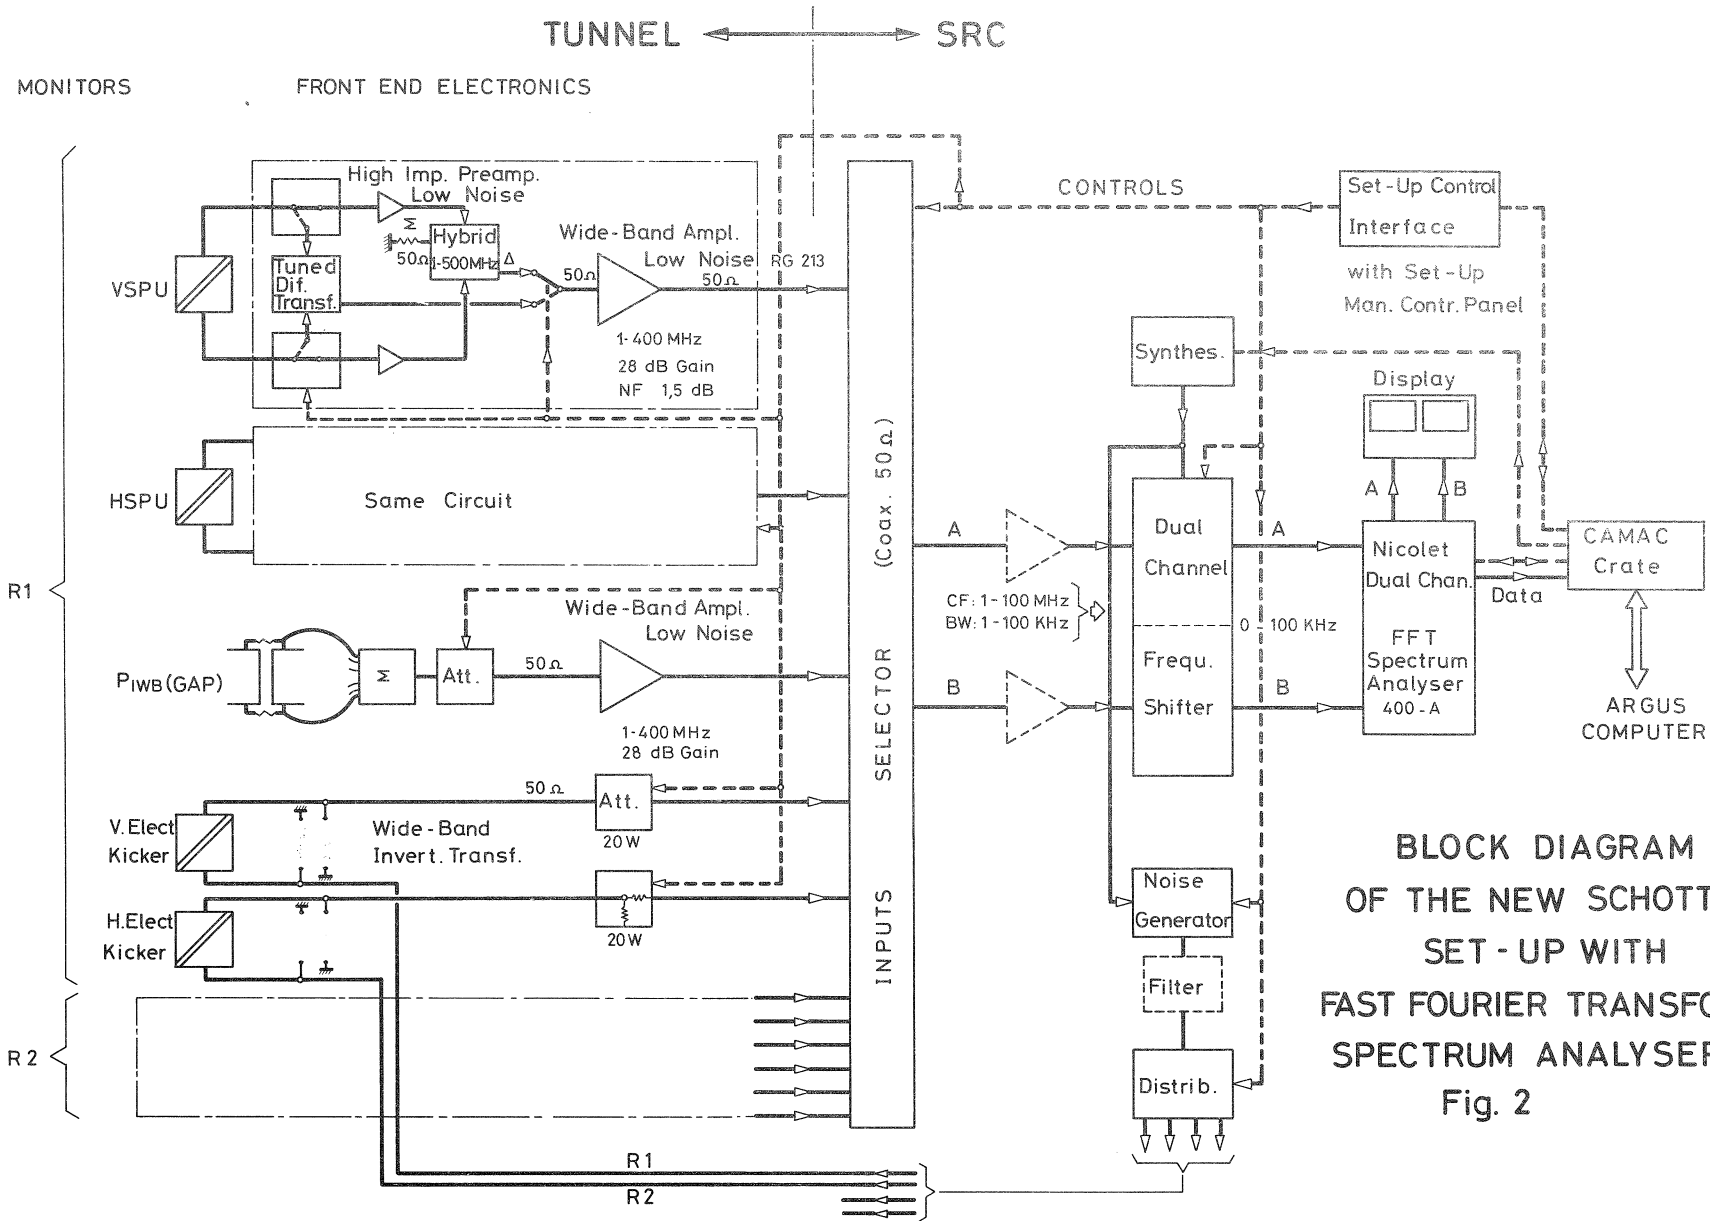 TUNNEL
SRC
MONITORS
FRONT END ELECTRONICS
R1
VSPU
High Imp. Preamp.
Low Noise
Σ
50Ω
Hybrid
1-500MHz
Δ
Tuned
Dif.
Transf.
50Ω
Wide-Band Ampl.
Low Noise
50Ω
RG 213
1-400 MHz
28 dB Gain
NF 1,5 dB
HSPU
Same Circuit
PIWB (GAP)
Σ
Att.
50Ω
Wide-Band Ampl.
Low Noise
1-400 MHz
28 dB Gain
V. Elect
Kicker
50Ω
Att.
20W
Wide-Band
Invert. Transf.
H. Elect
Kicker
20W
R2
R1
R2
INPUTS SELECTOR (Coax. 50Ω)
CONTROLS
Set-Up Control
Interface
with Set-Up
Man. Contr. Panel
Synthes.
Display
A
B
A
B
CF: 1-100 MHz
BW: 1-100 KHz
Dual
Channel
Frequ.
Shifter
A
0 - 100 KHz
B
Nicolet
Dual Chan.
FFT
Spectrum
Analyser
400-A
Data
CAMAC
Crate
ARGUS
COMPUTER
Noise
Generator
Filter
Distrib.
BLOCK DIAGRAM
OF THE NEW SCHOTT
SET-UP WITH
FAST FOURIER TRANSFO
SPECTRUM ANALYSER
Fig. 2